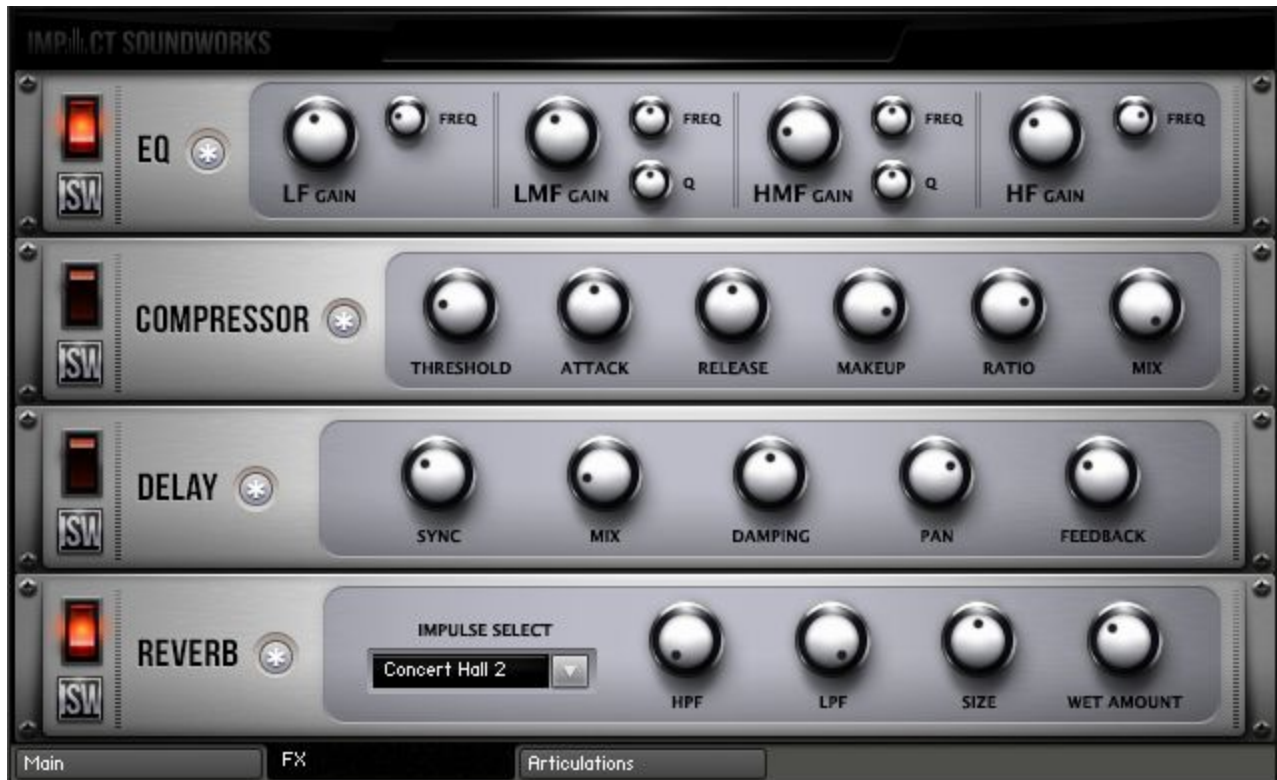 IMPACT SOUNDWORKS
EQ
FREQ
FREQ
FREQ
FREQ
LF GAIN
LMF GAIN
Q
HMF GAIN
Q
HF GAIN
ISW
COMPRESSOR
THRESHOLD
ATTACK
RELEASE
MAKEUP
RATIO
MIX
ISW
DELAY
SYNC
MIX
DAMPING
PAN
FEEDBACK
ISW
REVERB
IMPULSE SELECT
Concert Hall 2
HPF
LPF
SIZE
WET AMOUNT
ISW
Main
FX
Articulations